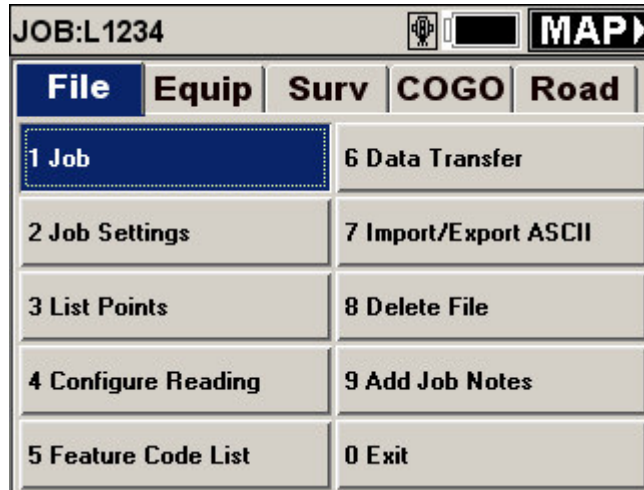 JOB:L1234 MAP
File Equip Surv COGO Road
1 Job
2 Job Settings
3 List Points
4 Configure Reading
5 Feature Code List
6 Data Transfer
7 Import/Export ASCII
8 Delete File
9 Add Job Notes
0 Exit